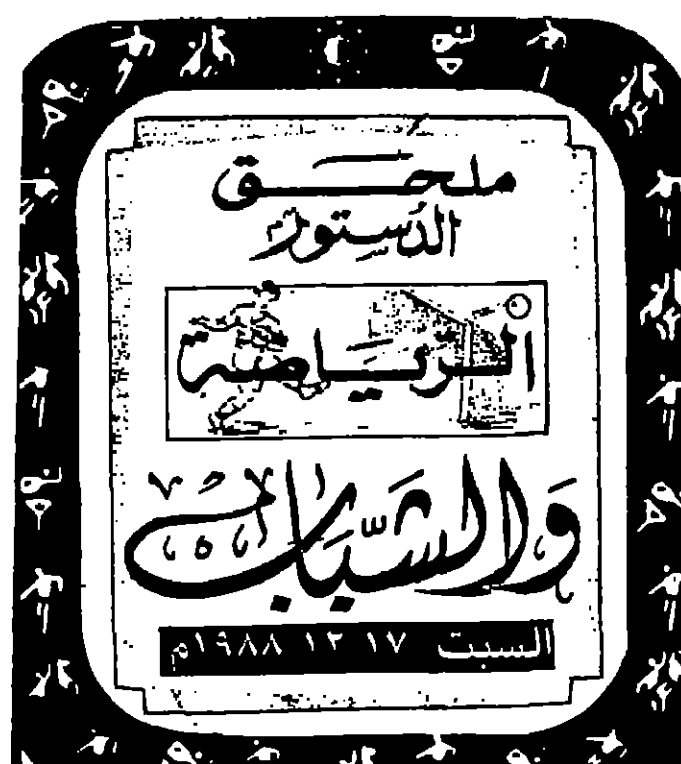 ملحق
الدستور
الرياضة
والشباب
السبت ١٧ ١٢ ١٩٨٨م